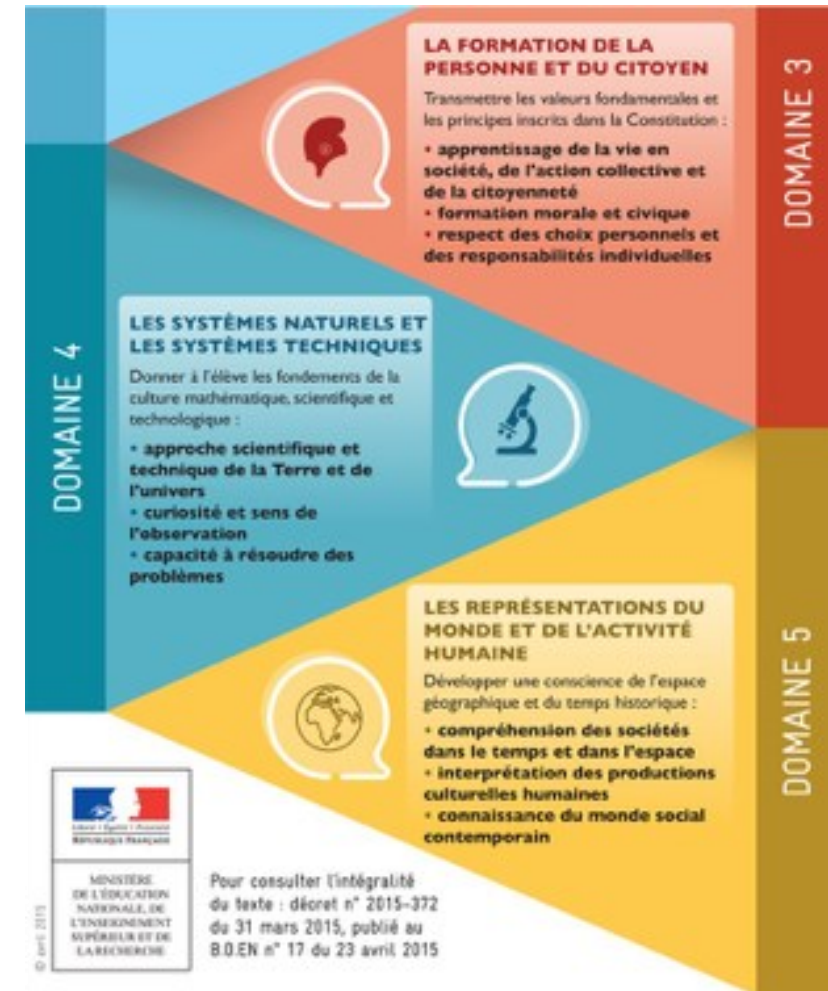 DOMAINE 3
LA FORMATION DE LA
PERSONNE ET DU CITOYEN
Transmettre les valeurs fondamentales et
les principes inscrits dans la Constitution :
• apprentissage de la vie en
société, de l'action collective et
de la citoyenneté
• formation morale et civique
• respect des choix personnels et
des responsabilités individuelles
DOMAINE 4
LES SYSTÈMES NATURELS ET
LES SYSTÈMES TECHNIQUES
Donner à l'élève les fondements de la
culture mathématique, scientifique et
technologique :
• approche scientifique et
technique de la Terre et de
l'univers
• curiosité et sens de
l'observation
• capacité à résoudre des
problèmes
DOMAINE 5
LES REPRÉSENTATIONS DU
MONDE ET DE L'ACTIVITÉ
HUMAINE
Développer une conscience de l'espace
géographique et du temps historique :
• compréhension des sociétés
dans le temps et dans l'espace
• interprétation des productions
culturelles humaines
• connaissance du monde social
contemporain
Liberté • Égalité • Fraternité
RÉPUBLIQUE FRANÇAISE
MINISTÈRE
DE L'ÉDUCATION
NATIONALE, DE
L'ENSEIGNEMENT
SUPÉRIEUR ET DE
LA RECHERCHE
© avril 2015
Pour consulter l'intégralité
du texte : décret n° 2015-372
du 31 mars 2015, publié au
B.O.EN n° 17 du 23 avril 2015